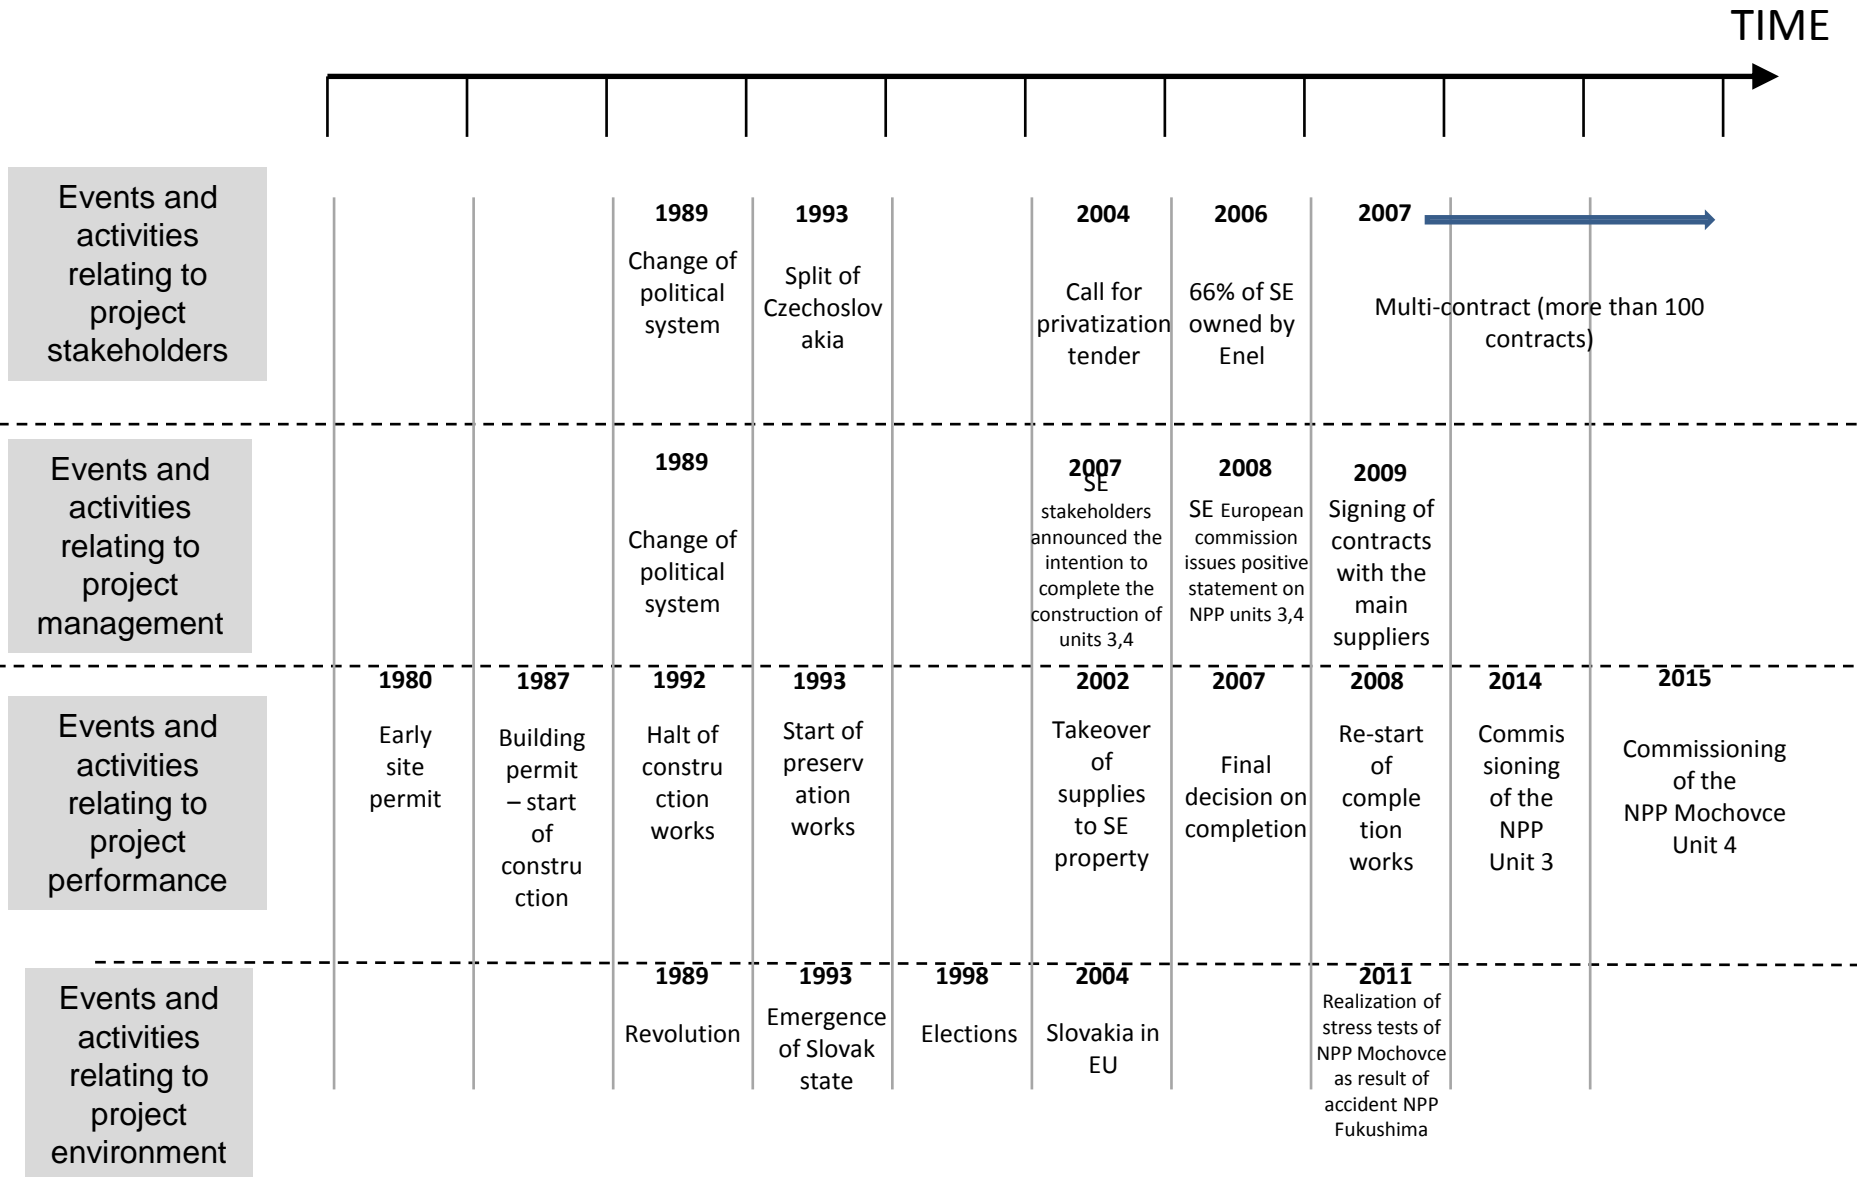 TIME
Events and
activities
relating to
project
stakeholders
1989
Change of
political
system
1993
Split of
Czechoslov
akia
2004
Call for
privatization
tender
2006
66% of SE
owned by
Enel
2007
Multi-contract (more than 100
contracts)
Events and
activities
relating to
project
management
1989
Change of
political
system
2007
SE
stakeholders
announced the
intention to
complete the
construction of
units 3,4
2008
SE European
commission
issues positive
statement on
NPP units 3,4
2009
Signing of
contracts
with the
main
suppliers
Events and
activities
relating to
project
performance
1980
Early
site
permit
1987
Building
permit
– start
of
constru
ction
1992
Halt of
constru
ction
works
1993
Start of
preserv
ation
works
2002
Takeover
of
supplies
to SE
property
2007
Final
decision on
completion
2008
Re-start
of
comple
tion
works
2014
Commis
sioning
of the
NPP
Unit 3
2015
Commissioning
of the
NPP Mochovce
Unit 4
Events and
activities
relating to
project
environment
1989
Revolution
1993
Emergence
of Slovak
state
1998
Elections
2004
Slovakia in
EU
2011
Realization of
stress tests of
NPP Mochovce
as result of
accident NPP
Fukushima